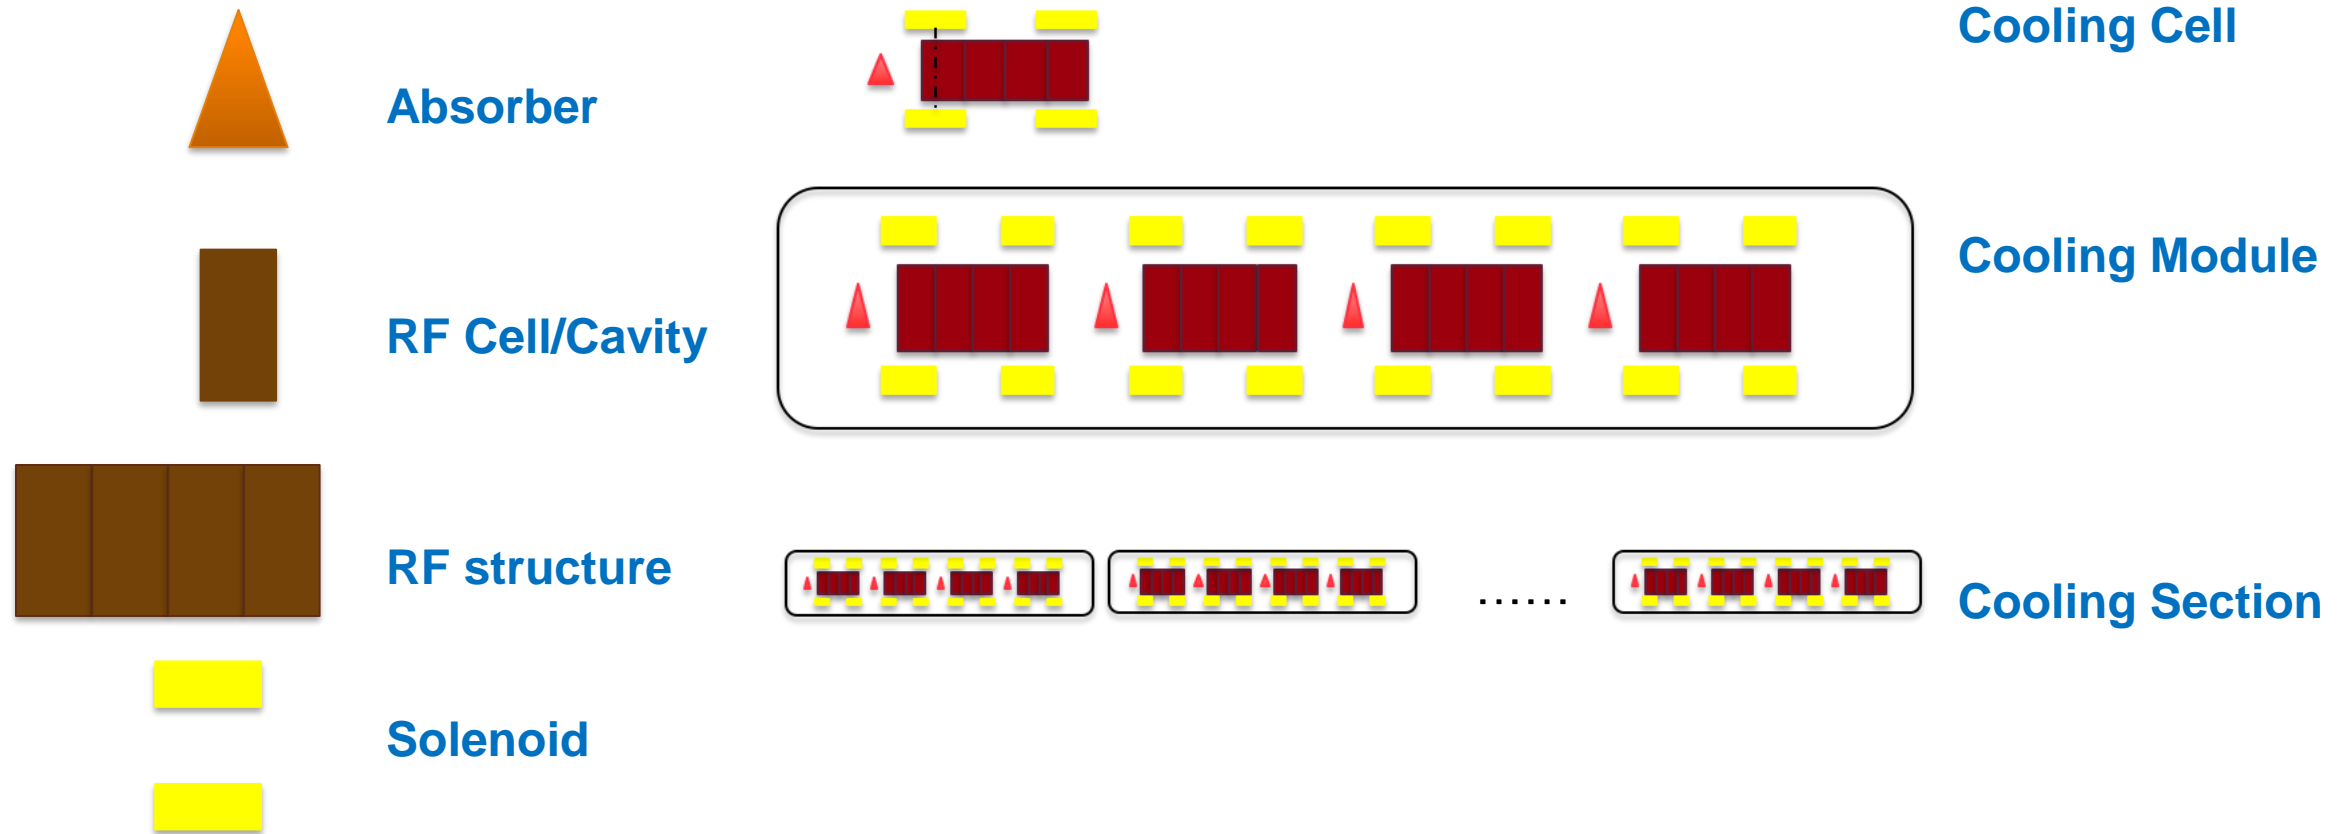 Absorber
RF Cell/Cavity
RF structure
Solenoid
Cooling Cell
Cooling Module
......
Cooling Section